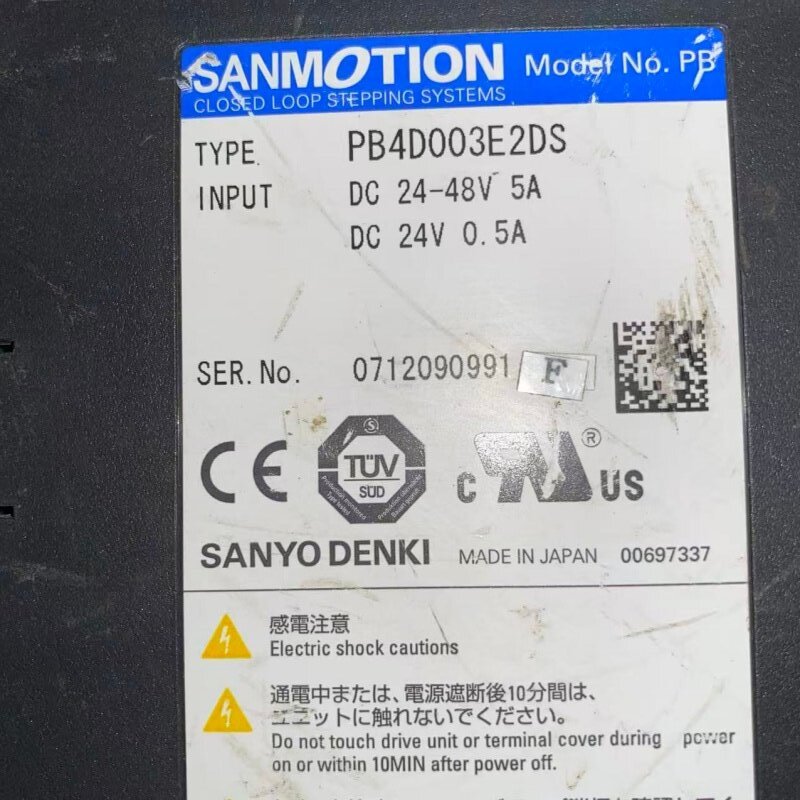 SANMOTION Model No. PB
CLOSED LOOP STEPPING SYSTEMS
TYPE PB4D003E2DS
INPUT DC 24-48V 5A
DC 24V 0.5A
SER. No. 0712090991 F
CE
TÜV
SÜD
C RU ® US
SANYO DENKI MADE IN JAPAN 00697337
感電注意
Electric shock cautions
通電中または、電源遮断後10分間は、
ユニットに触れないでください。
Do not touch drive unit or terminal cover during power
on or within 10MIN after power off.